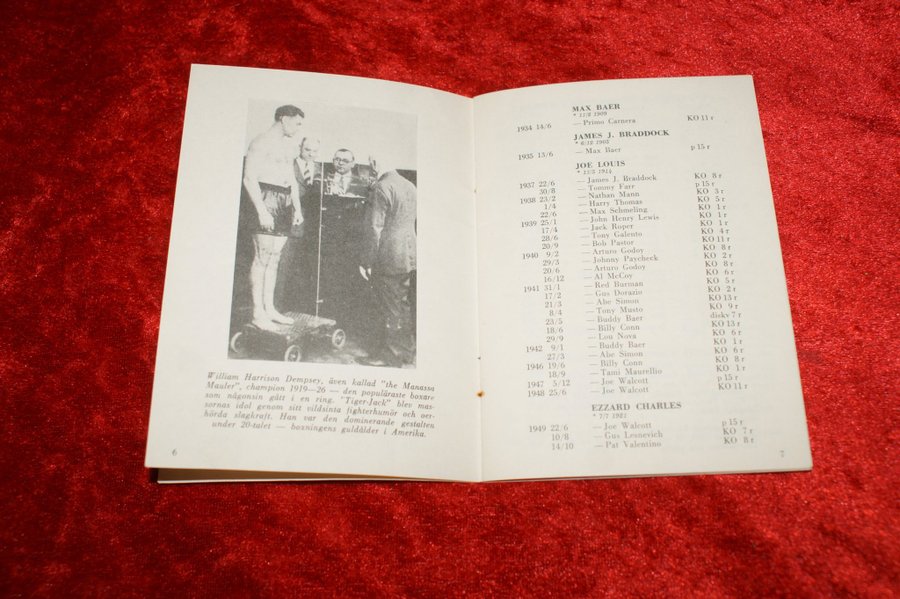 William Harrison Dempsey, även kallad "the Manassa
Mauler", champion 1919—26 — den populäraste boxare
som någonsin gått i en ring. "Tiger-Jack" blev mas-
sornas idol genom sitt vildsinta fighterhumör och oer-
hörda slagkraft. Han var den dominerande gestalten
under 20-talet — boxningens guldålder i Amerika.
6
MAX BAER
* 11/2 1909
1934 14/6 — Primo Carnera KO 11 r
JAMES J. BRADDOCK
* 6/12 1905
1935 13/6 — Max Baer p 15 r
JOE LOUIS
* 13/5 1914
1937 22/6 — James J. Braddock KO 8 r
30/8 — Tommy Farr p 15 r
1938 23/2 — Nathan Mann KO 3 r
1/4 — Harry Thomas KO 5 r
22/6 — Max Schmeling KO 1 r
1939 25/1 — John Henry Lewis KO 1 r
17/4 — Jack Roper KO 1 r
28/6 — Tony Galento KO 4 r
20/9 — Bob Pastor KO 11 r
1940 9/2 — Arturo Godoy KO 8 r
29/3 — Johnny Paycheck KO 2 r
20/6 — Arturo Godoy KO 8 r
16/12 — Al McCoy KO 6 r
1941 31/1 — Red Burman KO 5 r
17/2 — Gus Dorazio KO 2 r
21/3 — Abe Simon KO 13 r
8/4 — Tony Musto KO 9 r
23/5 — Buddy Baer diskv 7 r
18/6 — Billy Conn KO 13 r
29/9 — Lou Nova KO 6 r
1942 9/1 — Buddy Baer KO 1 r
27/3 — Abe Simon KO 6 r
1946 19/6 — Billy Conn KO 8 r
18/9 — Tami Maurellio KO 1 r
1947 5/12 — Joe Walcott p 15 r
1948 25/6 — Joe Walcott KO 11 r
EZZARD CHARLES
* 7/7 1921
1949 22/6 — Joe Walcott p 15 r
10/8 — Gus Lesnevich KO 7 r
14/10 — Pat Valentino KO 8 r
7